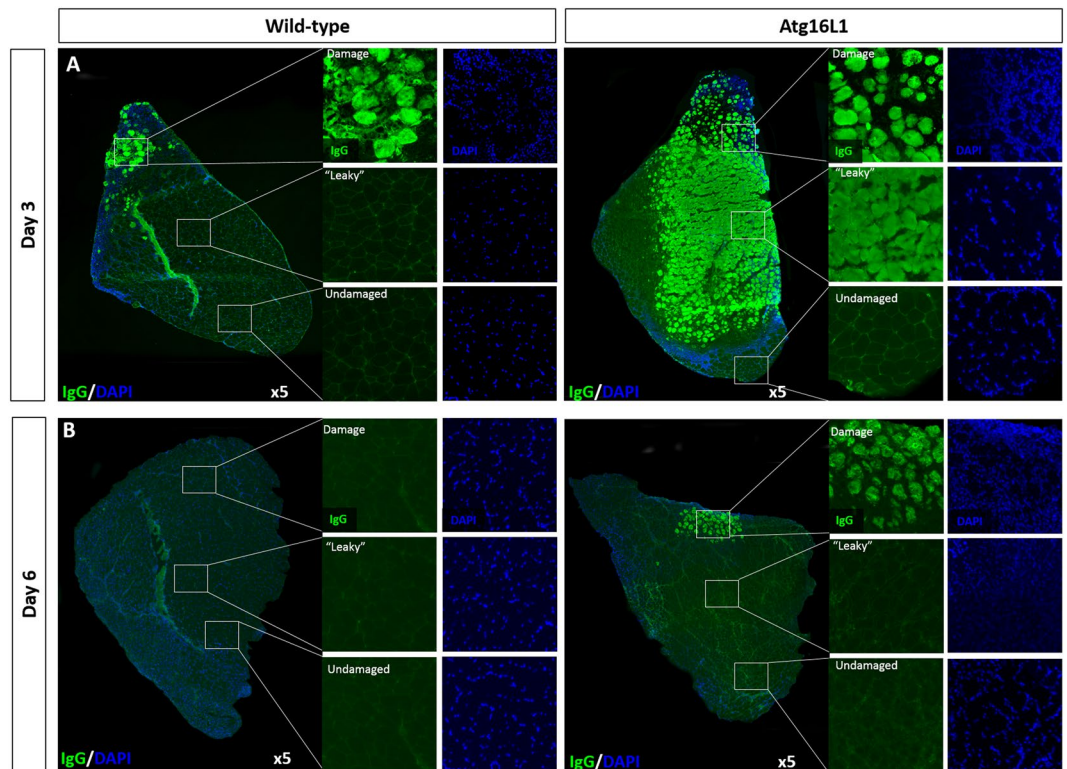 Wild-type
Atg16L1
Day 3
A
Damage
IgG
DAPI
"Leaky"
Undamaged
IgG/DAPI
x5
Damage
IgG
DAPI
"Leaky"
Undamaged
IgG/DAPI
x5
Day 6
B
Damage
IgG
DAPI
"Leaky"
Undamaged
IgG/DAPI
x5
Damage
IgG
DAPI
"Leaky"
Undamaged
IgG/DAPI
x5